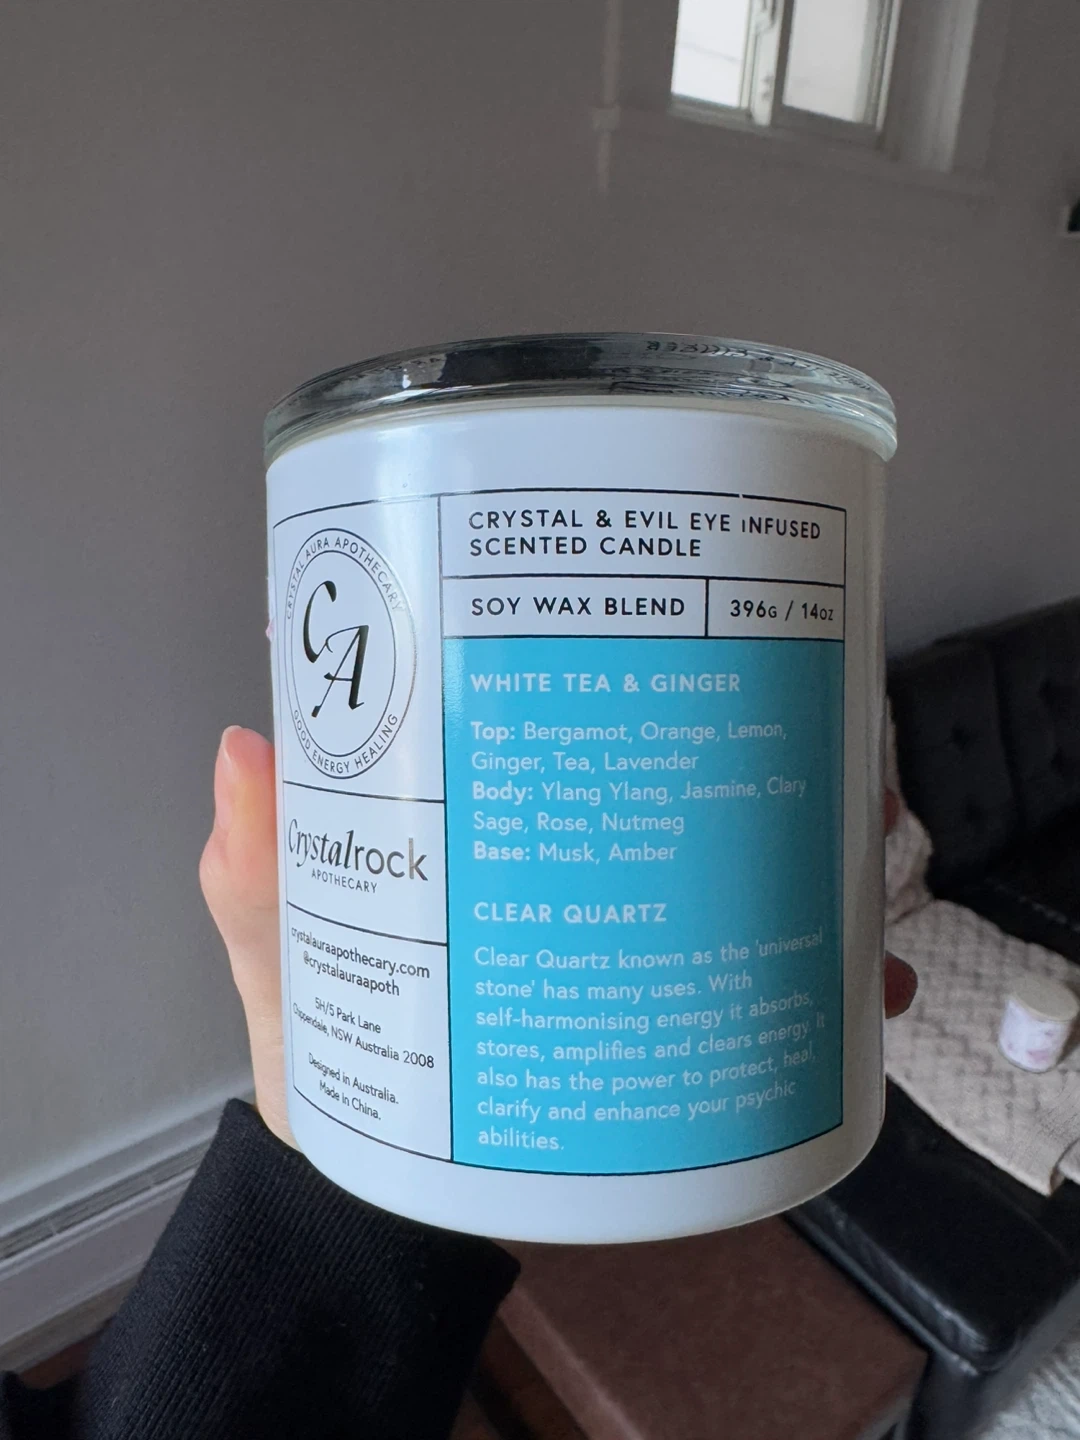 CRYSTAL AURA APOTHECARY
CA
GOOD ENERGY HEALING
Crystalrock
APOTHECARY
crystalauraapothecary.com
@crystalauraapoth
5H/5 Park Lane
Chippendale, NSW Australia 2008
Designed in Australia.
Made in China.
CRYSTAL & EVIL EYE INFUSED
SCENTED CANDLE
SOY WAX BLEND
396G / 14OZ
WHITE TEA & GINGER
Top: Bergamot, Orange, Lemon,
Ginger, Tea, Lavender
Body: Ylang Ylang, Jasmine, Clary
Sage, Rose, Nutmeg
Base: Musk, Amber
CLEAR QUARTZ
Clear Quartz known as the 'universal
stone' has many uses. With
self-harmonising energy it absorbs,
stores, amplifies and clears energy. It
also has the power to protect, heal,
clarify and enhance your psychic
abilities.